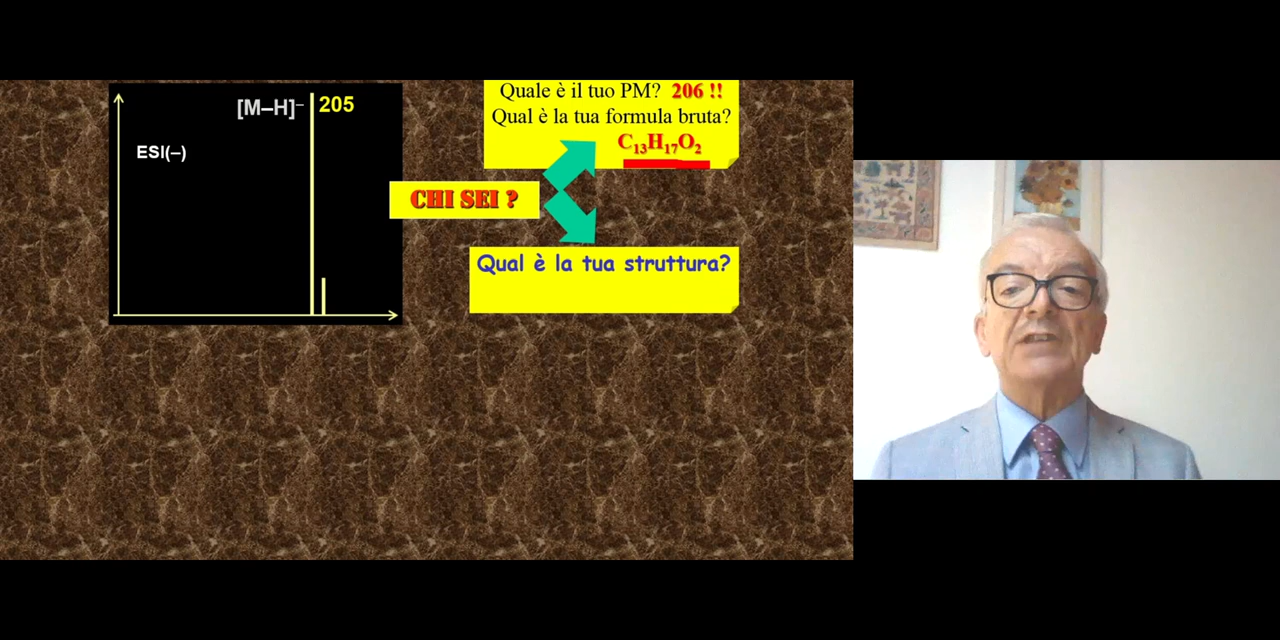 [M–H]⁻ 205
ESI(–)
Quale è il tuo PM? 206 !!
Qual è la tua formula bruta?
C₁₃H₁₇O₂
CHI SEI ?
Qual è la tua struttura?